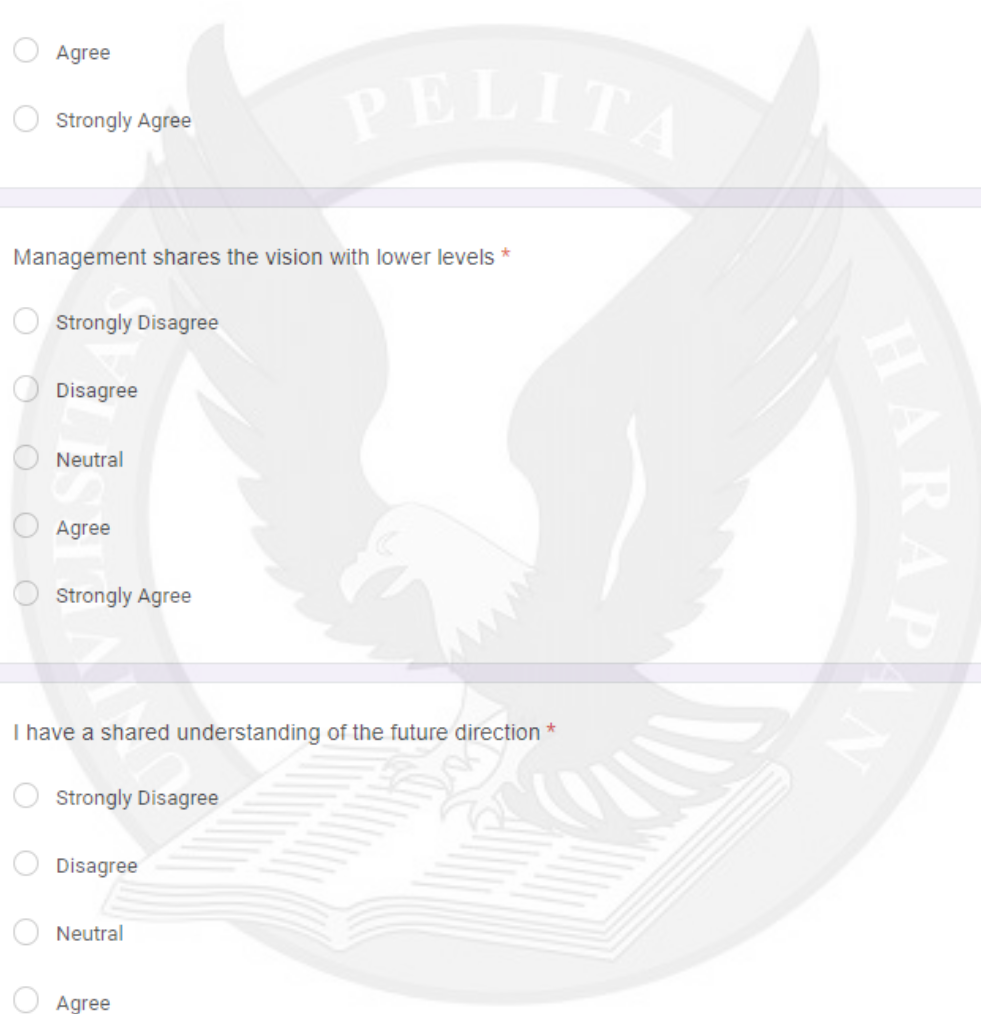 Agree
Strongly Agree
Management shares the vision with lower levels *
Strongly Disagree
Disagree
Neutral
Agree
Strongly Agree
I have a shared understanding of the future direction *
Strongly Disagree
Disagree
Neutral
Agree
UNIVERSITAS PELITA HARAPAN